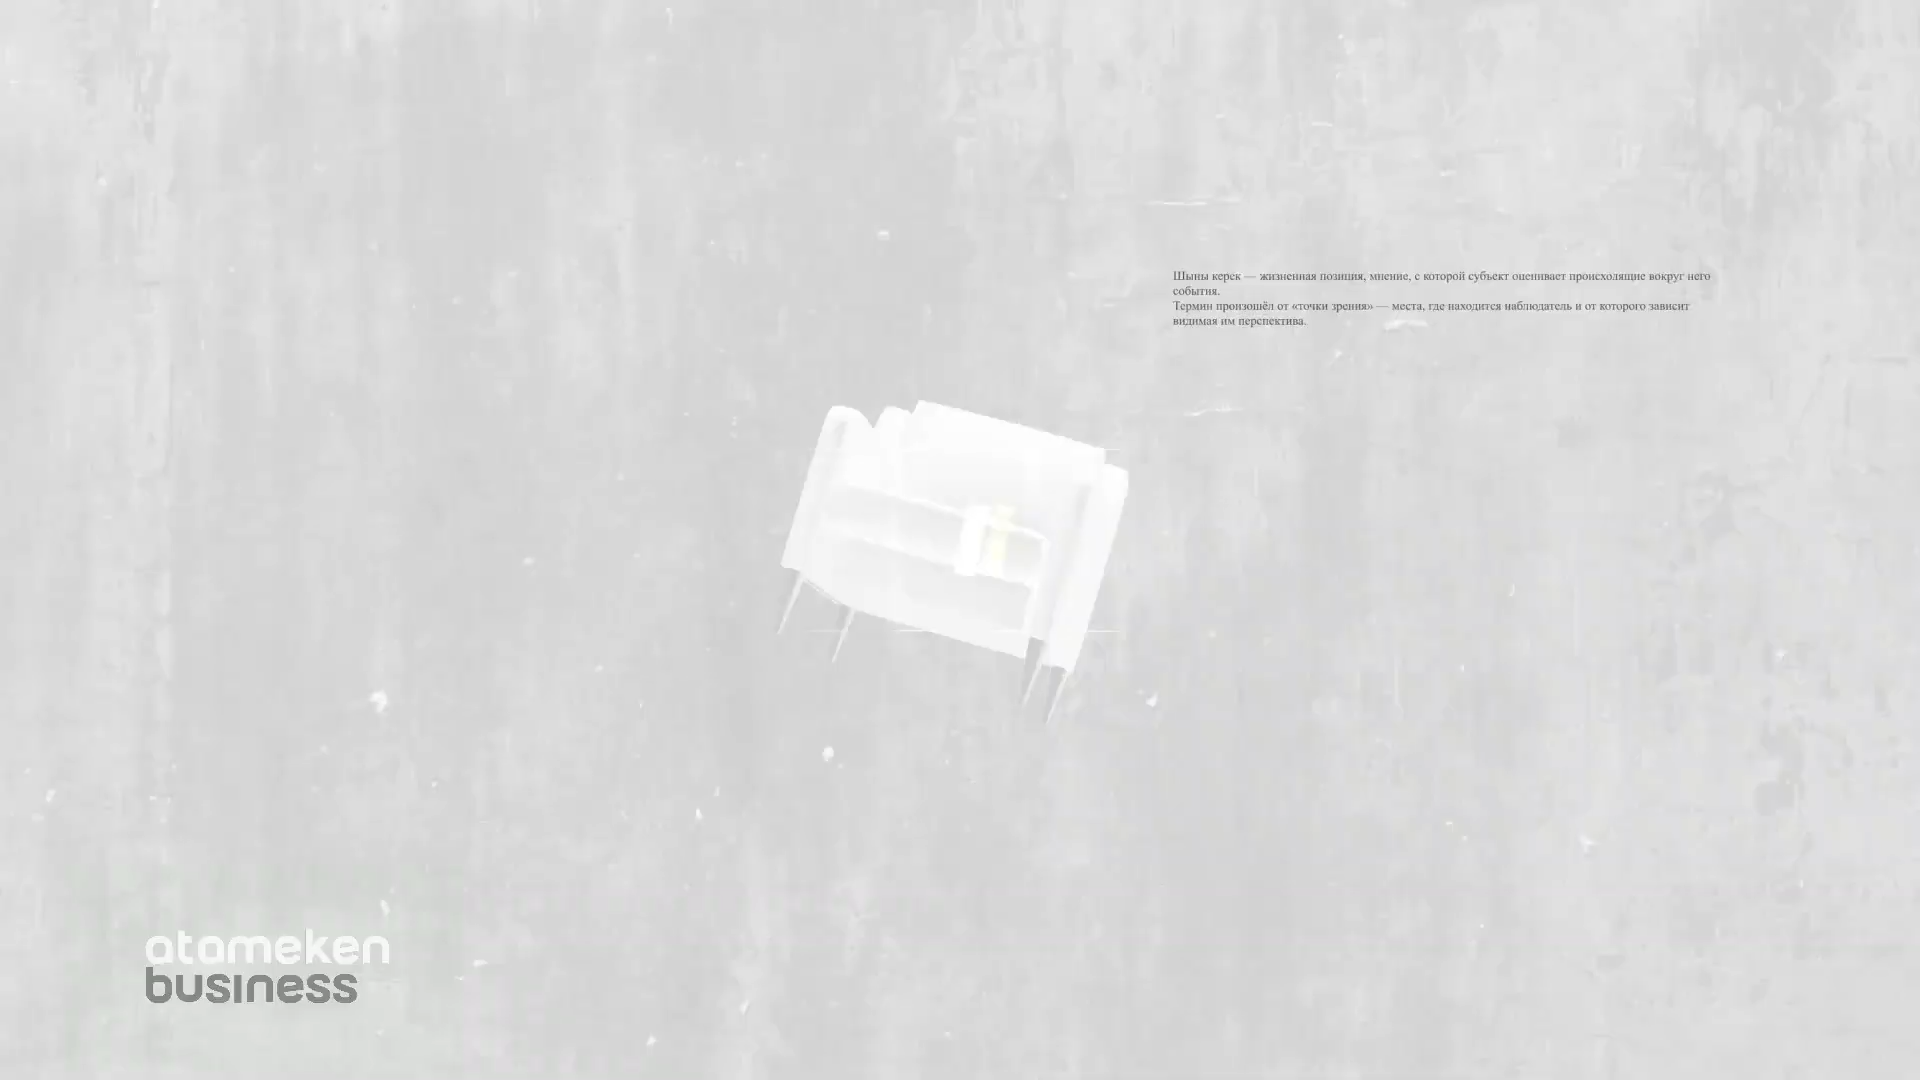 Шыны керек — жизненная позиция, мнение, с которой субъект оценивает происходящие вокруг него
события.
Термин произошёл от «точки зрения» — места, где находится наблюдатель и от которого зависит
видимая им перспектива.
atameken
business